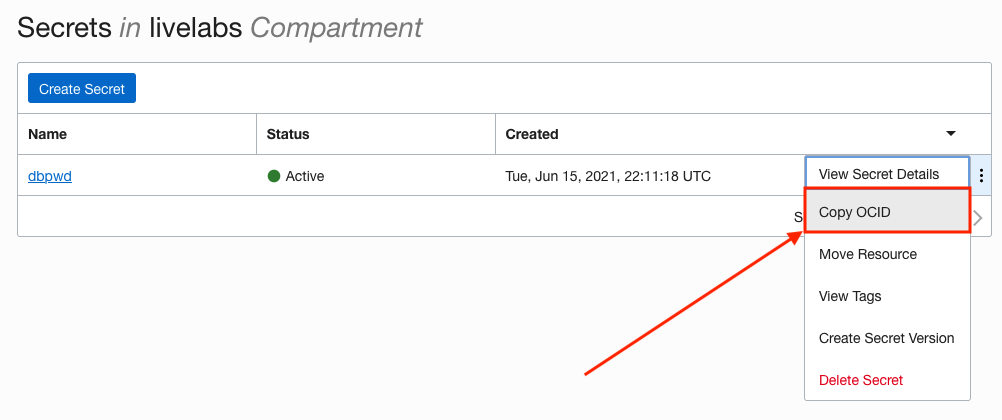 Secrets in livelabs Compartment
Create Secret
Name Status Created
dbpwd Active Tue, Jun 15, 2021, 22:11:18 UTC
View Secret Details
Copy OCID
Move Resource
View Tags
Create Secret Version
Delete Secret